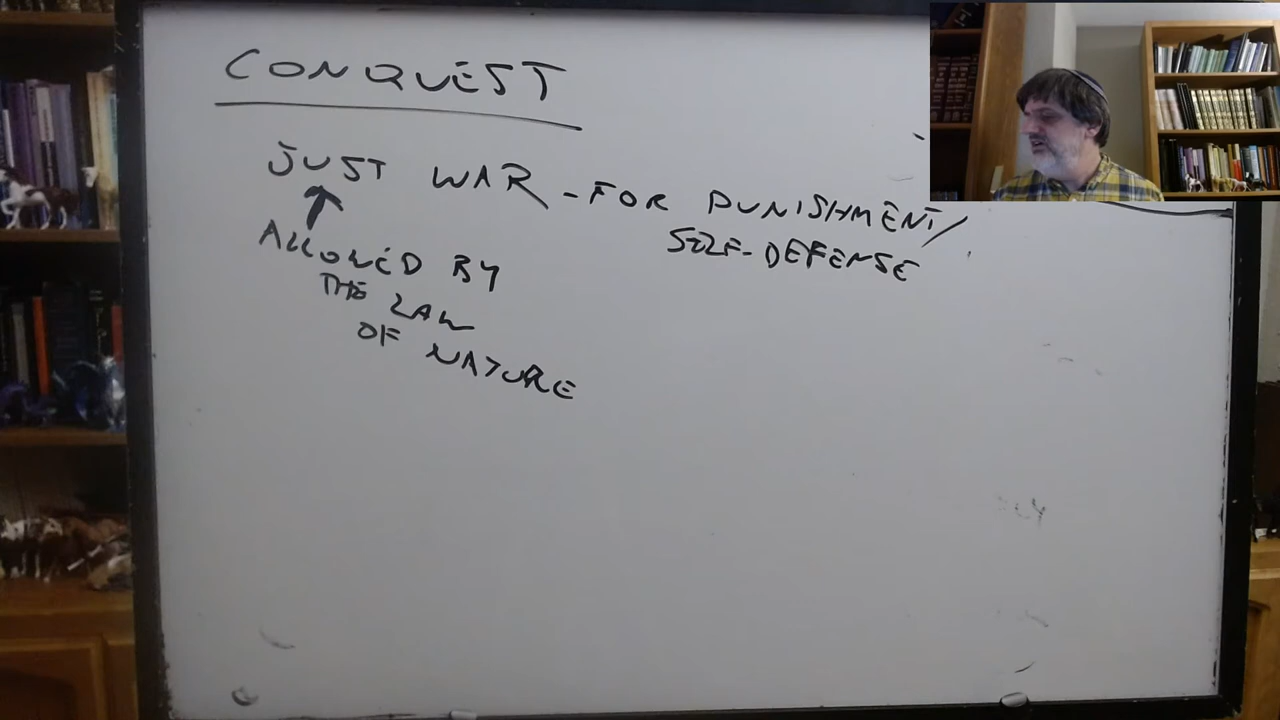 CONQUEST
JUST WAR - FOR PUNISHMENT/
SELF-DEFENSE
ALLOWED BY
THE LAW
OF NATURE